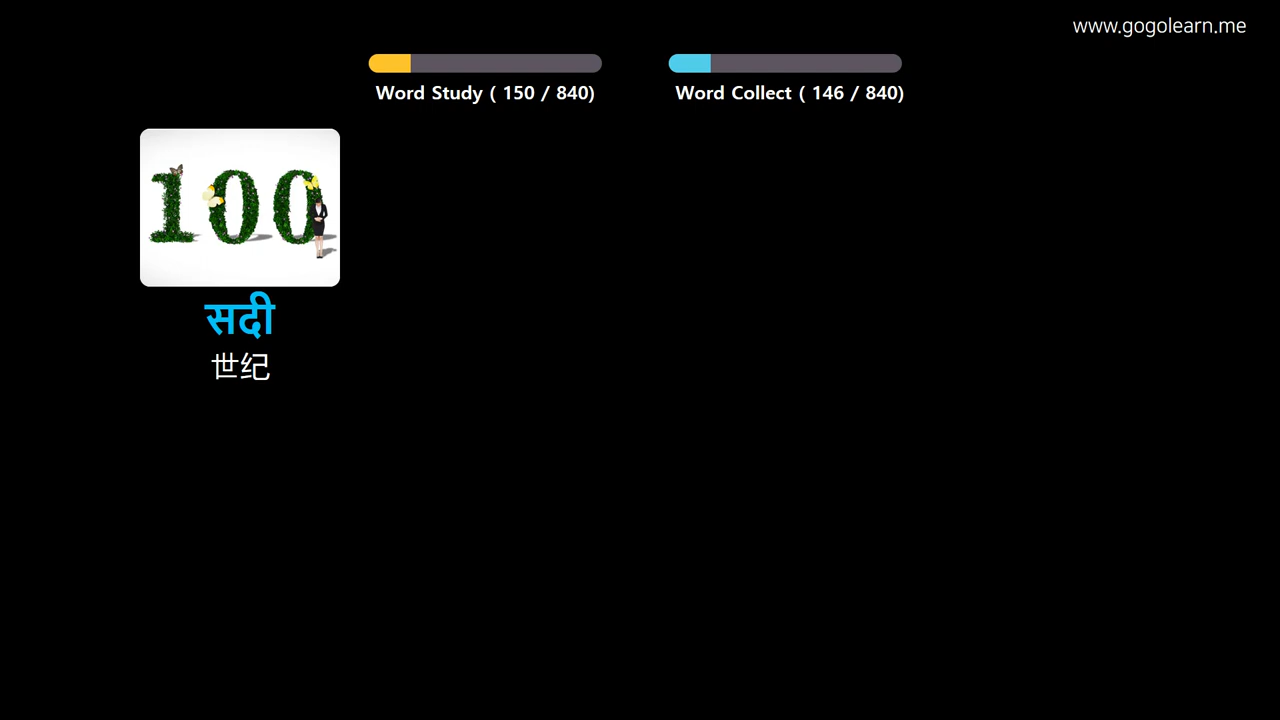 www.gogolearn.me
Word Study ( 150 / 840)
Word Collect ( 146 / 840)
100
सदी
世纪